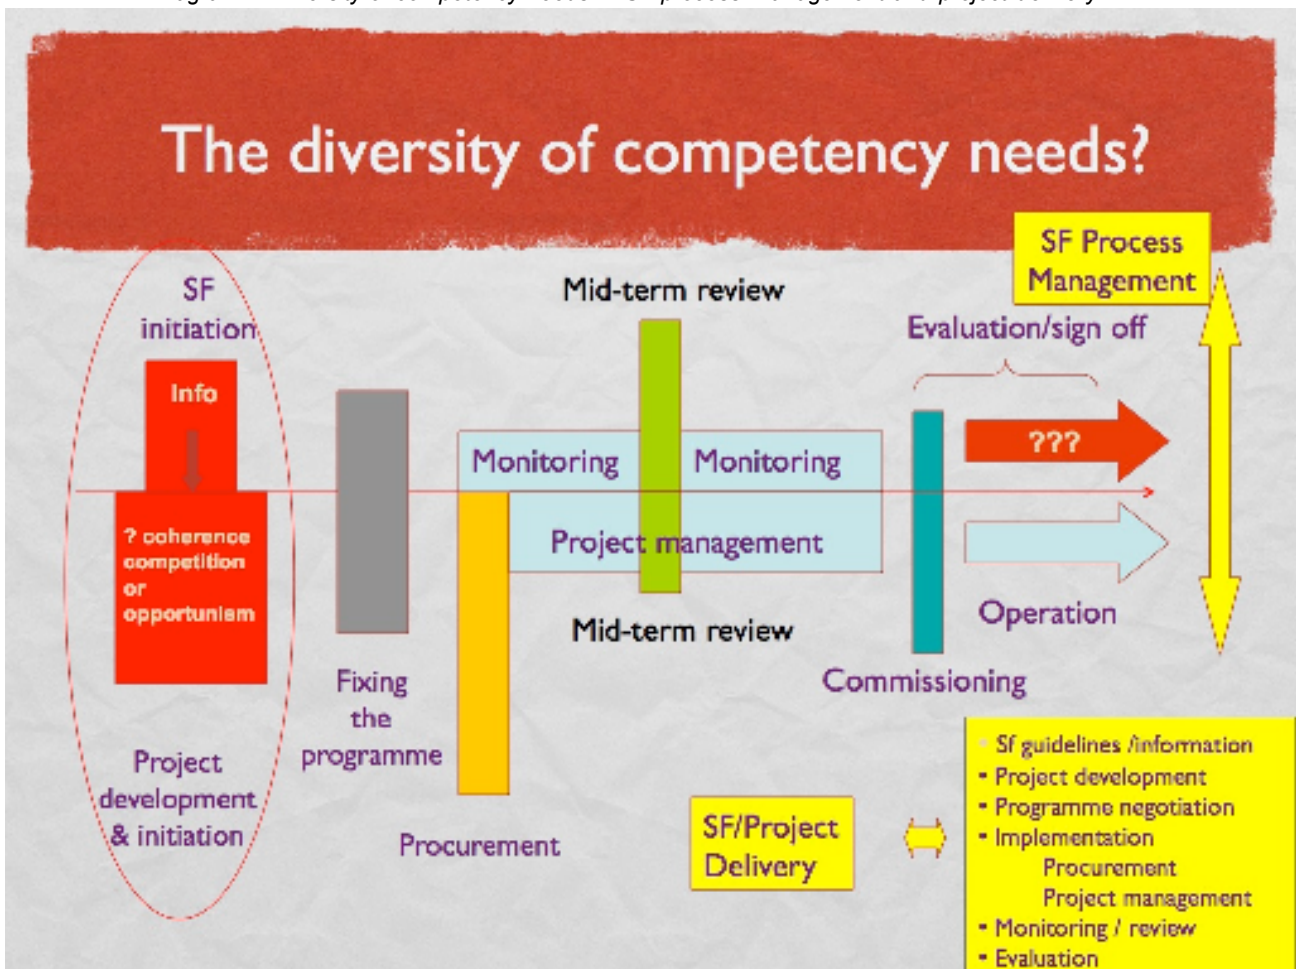 The diversity of competency needs?
SF Process
Management
SF
initiation
Mid-term review
Evaluation/sign off
Info
Monitoring
Monitoring
???
? coherence
competition
or
opportunism
Project management
Operation
Mid-term review
Fixing
the
programme
Commissioning
Project
development
& initiation
Procurement
SF/Project
Delivery
- Sf guidelines /information
- Project development
- Programme negotiation
- Implementation
Procurement
Project management
- Monitoring / review
- Evaluation